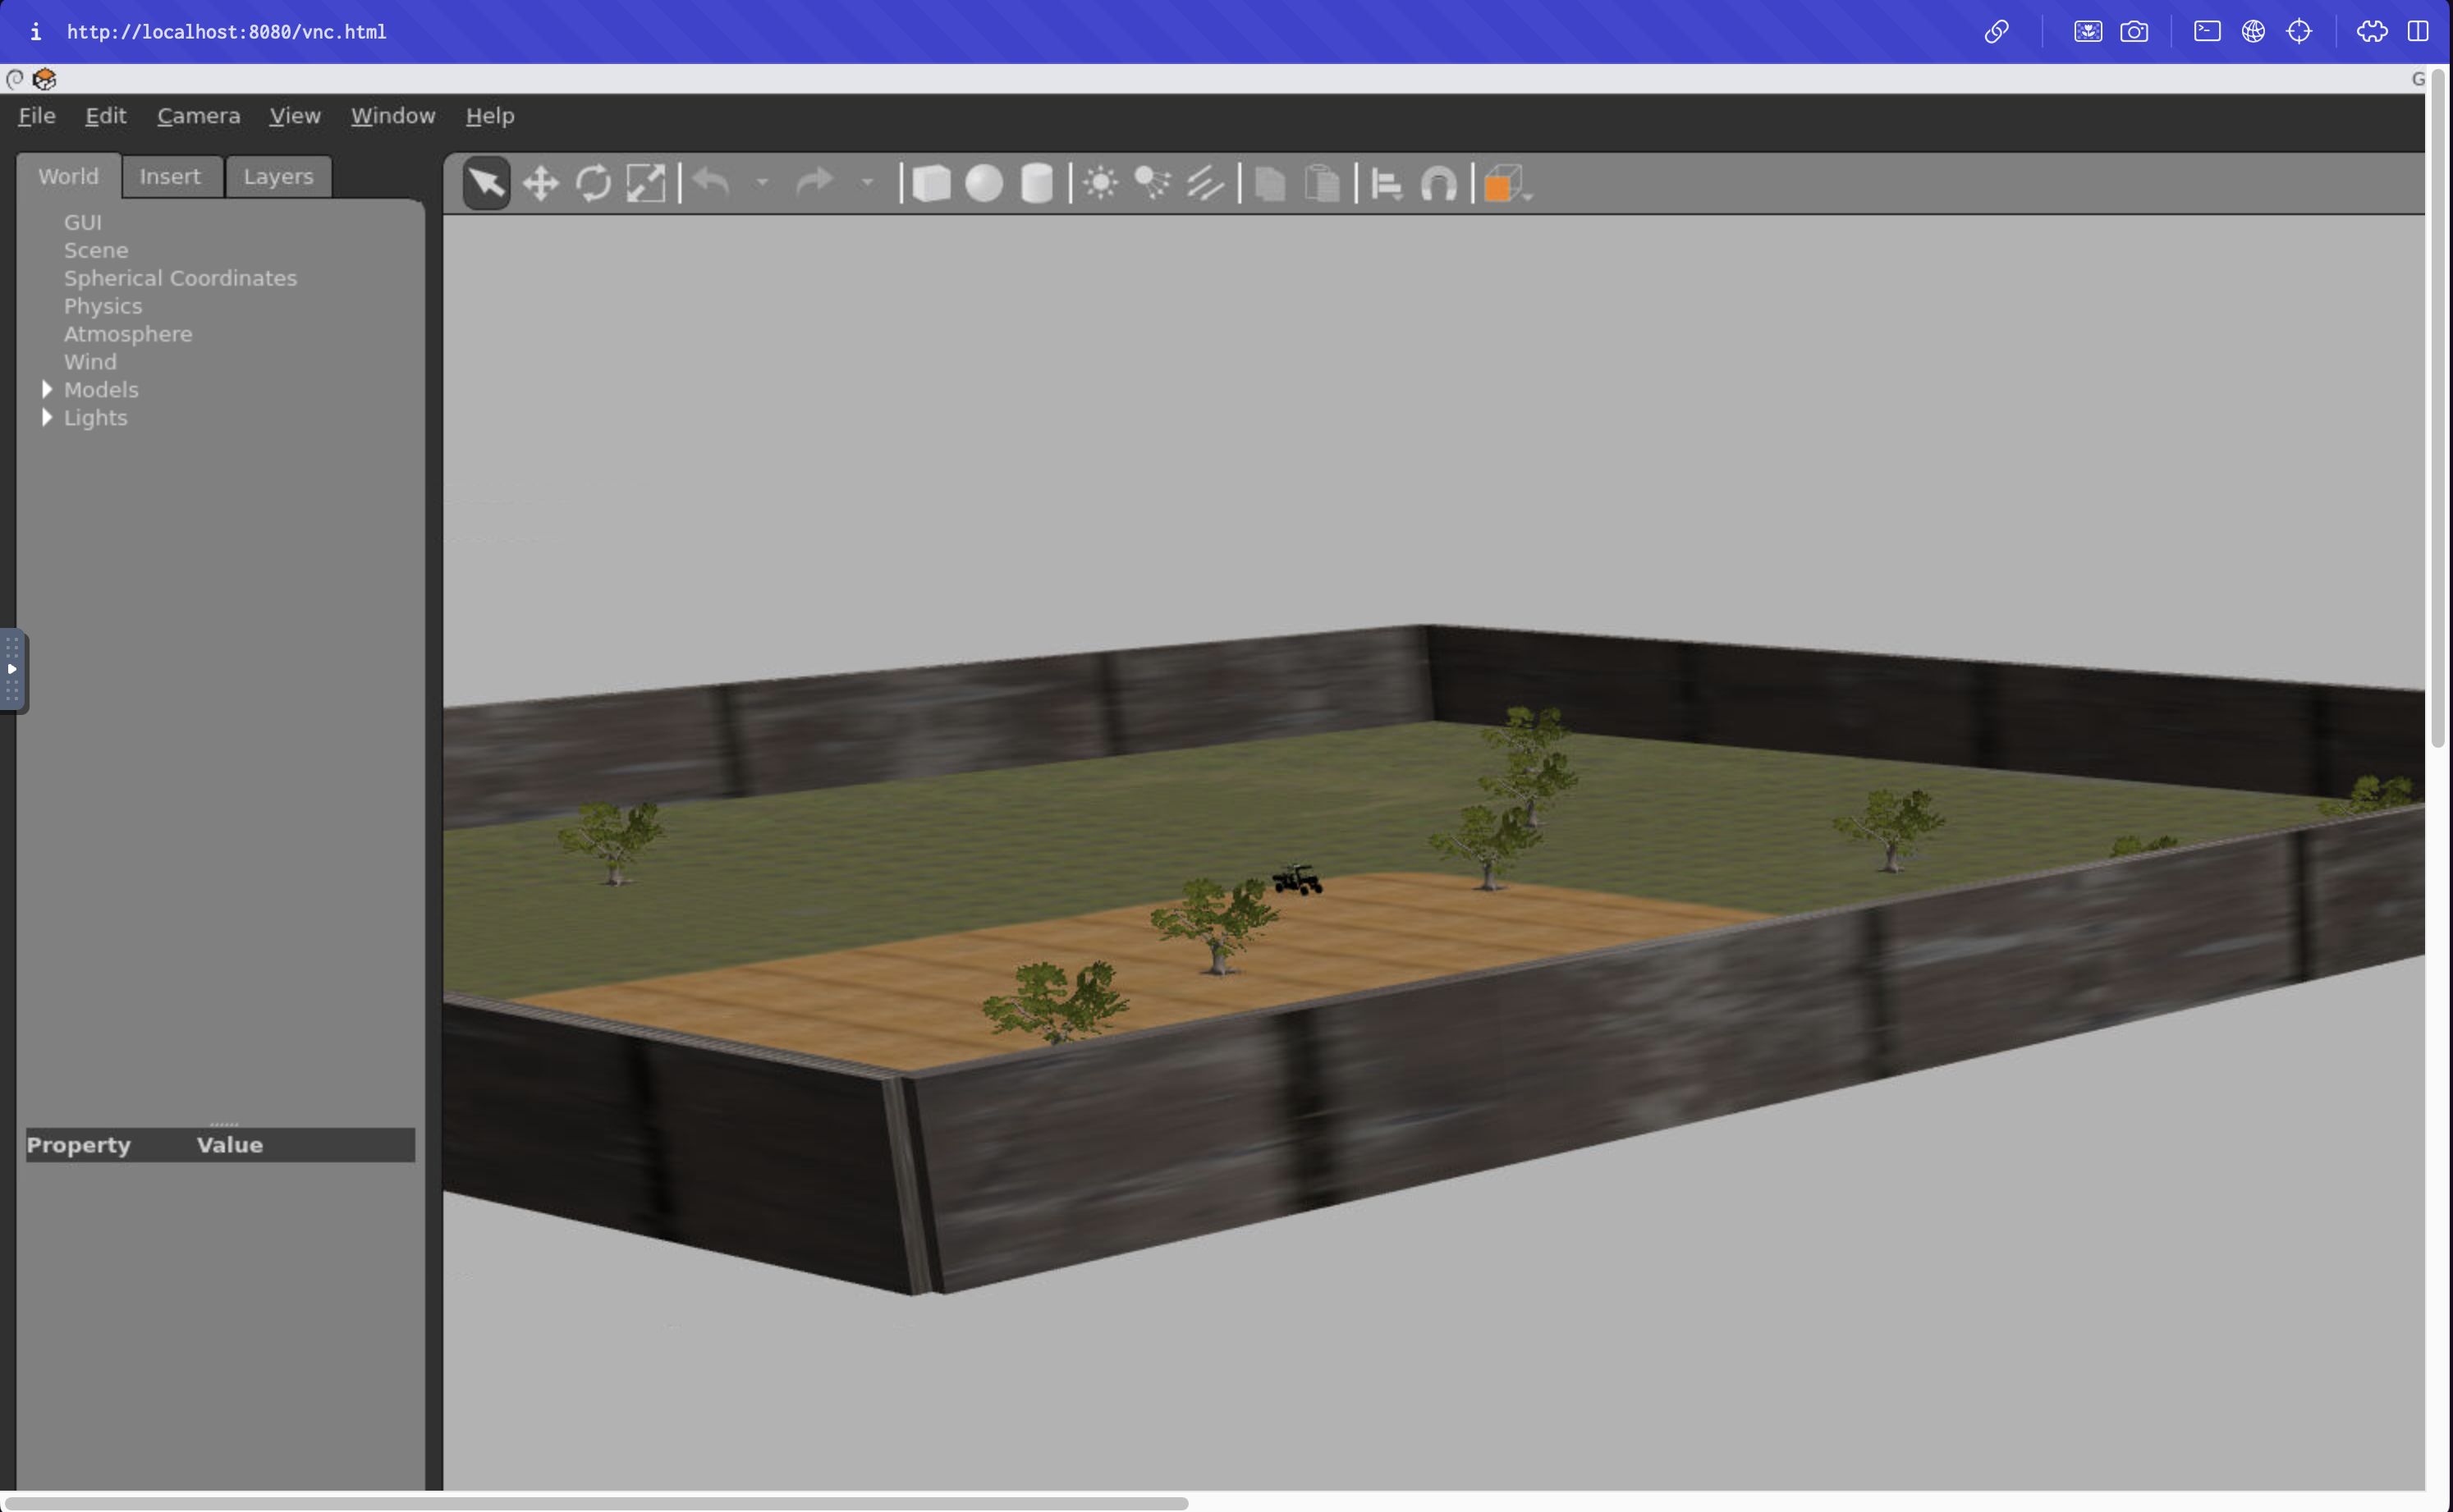 http://localhost:8080/vnc.html
G
File Edit Camera View Window Help
World Insert Layers
GUI
Scene
Spherical Coordinates
Physics
Atmosphere
Wind
Models
Lights
Property Value